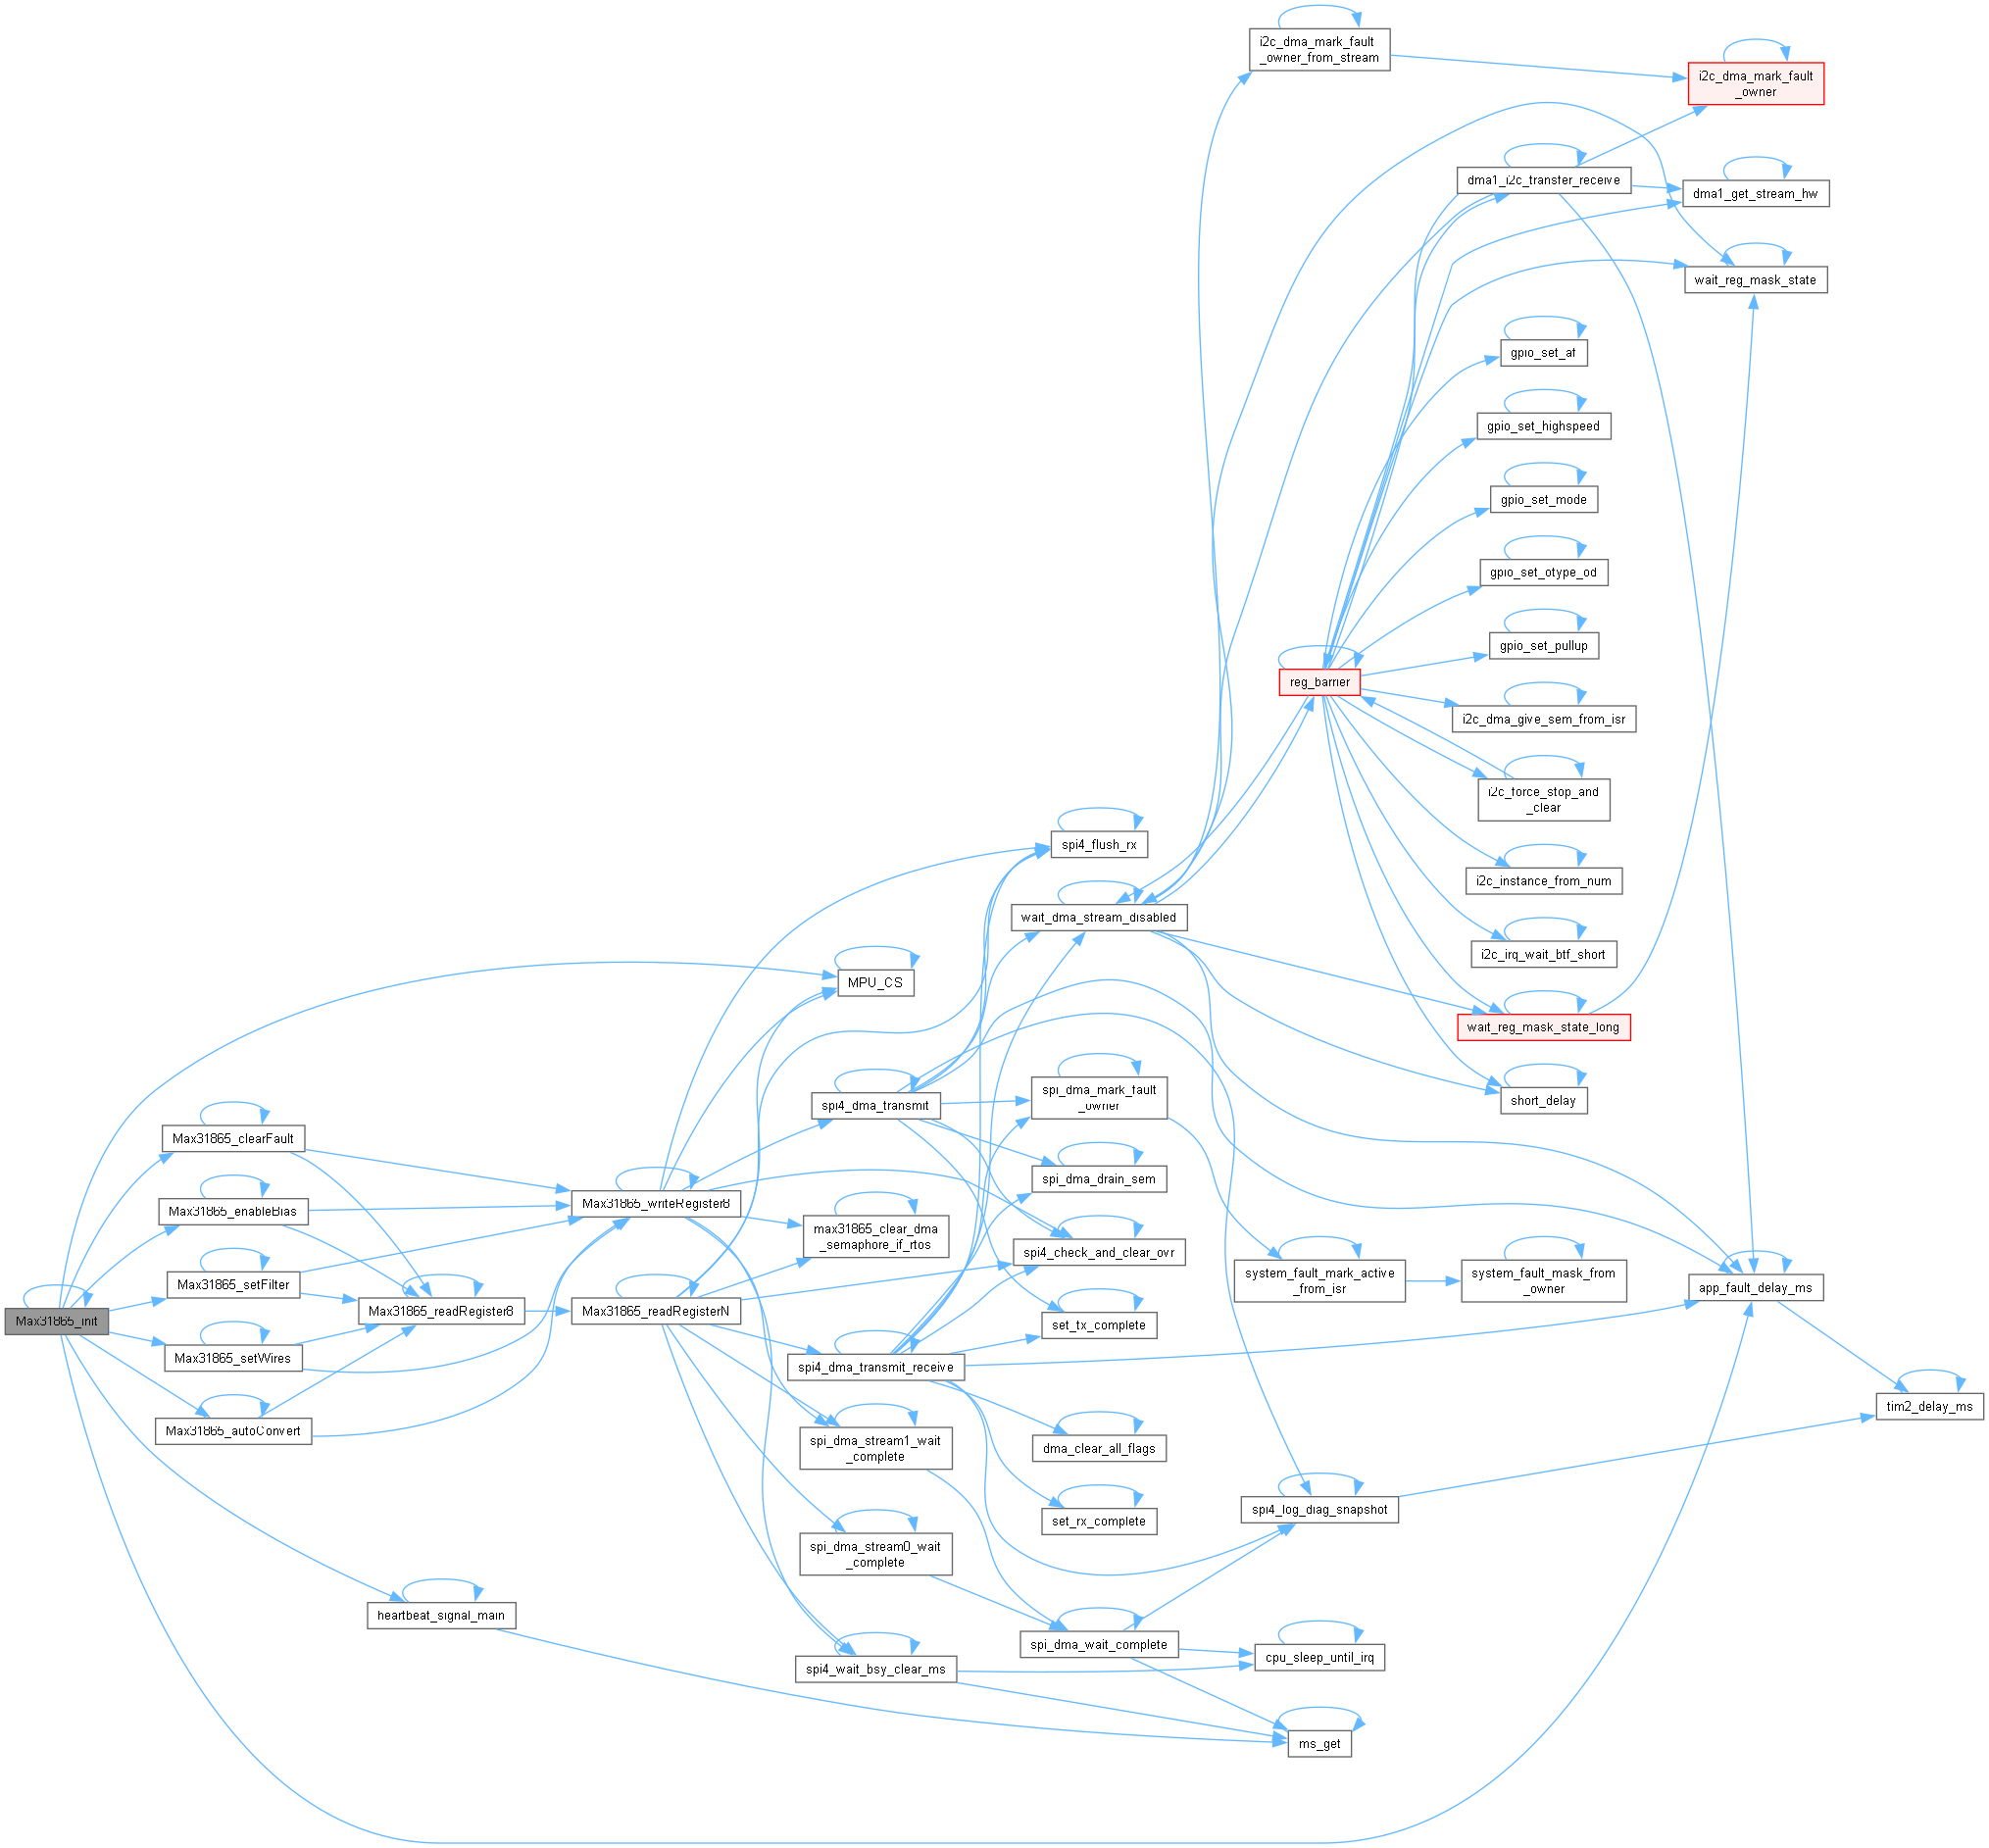 i2c_dma_mark_fault
_owner_from_stream
i2c_dma_mark_fault
_owner
dma1_i2c_transfer_receive
dma1_get_stream_hw
wait_reg_mask_state
gpio_set_af
gpio_set_highspeed
gpio_set_mode
gpio_set_otype_od
gpio_set_pullup
reg_barrier
i2c_dma_give_sem_from_isr
i2c_force_stop_and
_clear
spi4_flush_rx
i2c_instance_from_num
wait_dma_stream_disabled
i2c_irq_wait_btf_short
MPU_CS
wait_reg_mask_state_long
spi_dma_mark_fault
_owner
short_delay
spi4_dma_transmit
Max31865_clearFault
spi_dma_drain_sem
Max31865_enableBias
Max31865_writeRegister8
max31865_clear_dma
_semaphore_if_rtos
spi4_check_and_clear_ovr
Max31865_setFilter
system_fault_mark_active
_from_isr
system_fault_mask_from
_owner
app_fault_delay_ms
Max31865_init
Max31865_readRegister8
Max31865_readRegisterN
set_tx_complete
Max31865_setWires
spi4_dma_transmit_receive
tim2_delay_ms
Max31865_autoConvert
spi_dma_stream1_wait
_complete
dma_clear_all_flags
spi4_log_diag_snapshot
set_rx_complete
spi_dma_stream0_wait
_complete
heartbeat_signal_main
spi_dma_wait_complete
cpu_sleep_until_irq
spi4_wait_bsy_clear_ms
ms_get